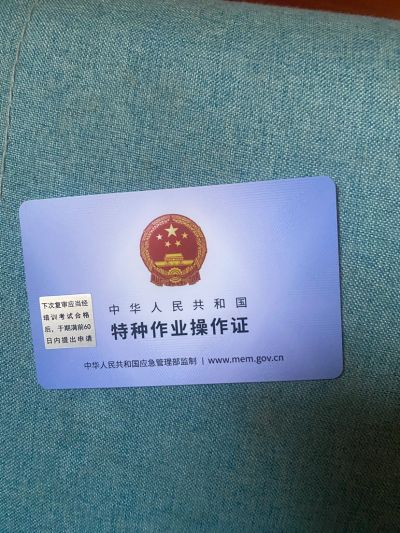 中华人民共和国
特种作业操作证
下次复审应当经
培训考试合格
后，于期满前60
日内提出申请
中华人民共和国应急管理部监制 | www.mem.gov.cn